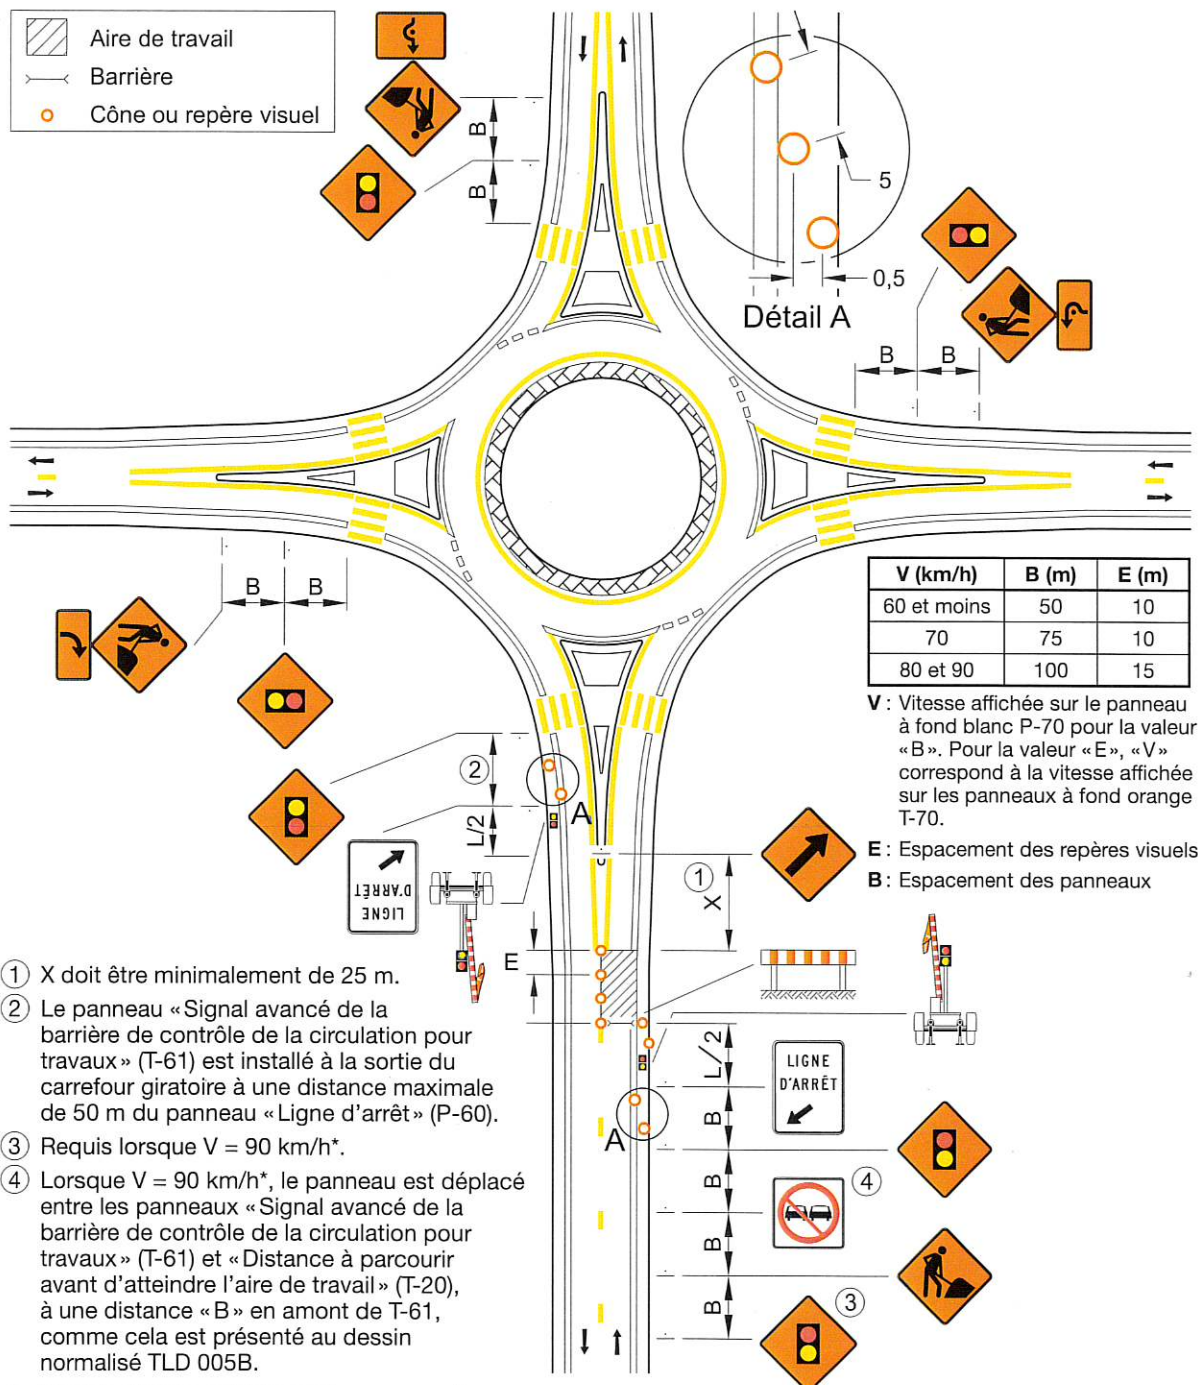 Aire de travail
Barrière
Cône ou repère visuel
B
B
5
0,5
Détail A
B
B
B
B
V (km/h) B (m) E (m)
60 et moins 50 10
70 75 10
80 et 90 100 15
V : Vitesse affichée sur le panneau
à fond blanc P-70 pour la valeur
«B». Pour la valeur «E», «V»
correspond à la vitesse affichée
sur les panneaux à fond orange
T-70.
E : Espacement des repères visuels
B : Espacement des panneaux
2
A
L/2
LIGNE
D'ARRÊT
1
X
E
1 X doit être minimalement de 25 m.
2 Le panneau «Signal avancé de la
barrière de contrôle de la circulation pour
travaux» (T-61) est installé à la sortie du
carrefour giratoire à une distance maximale
de 50 m du panneau «Ligne d'arrêt» (P-60).
3 Requis lorsque V = 90 km/h*.
4 Lorsque V = 90 km/h*, le panneau est déplacé
entre les panneaux «Signal avancé de la
barrière de contrôle de la circulation pour
travaux» (T-61) et «Distance à parcourir
avant d'atteindre l'aire de travail» (T-20),
à une distance «B» en amont de T-61,
comme cela est présenté au dessin
normalisé TLD 005B.
L/2
LIGNE
D'ARRÊT
A
B
B
4
B
B
3